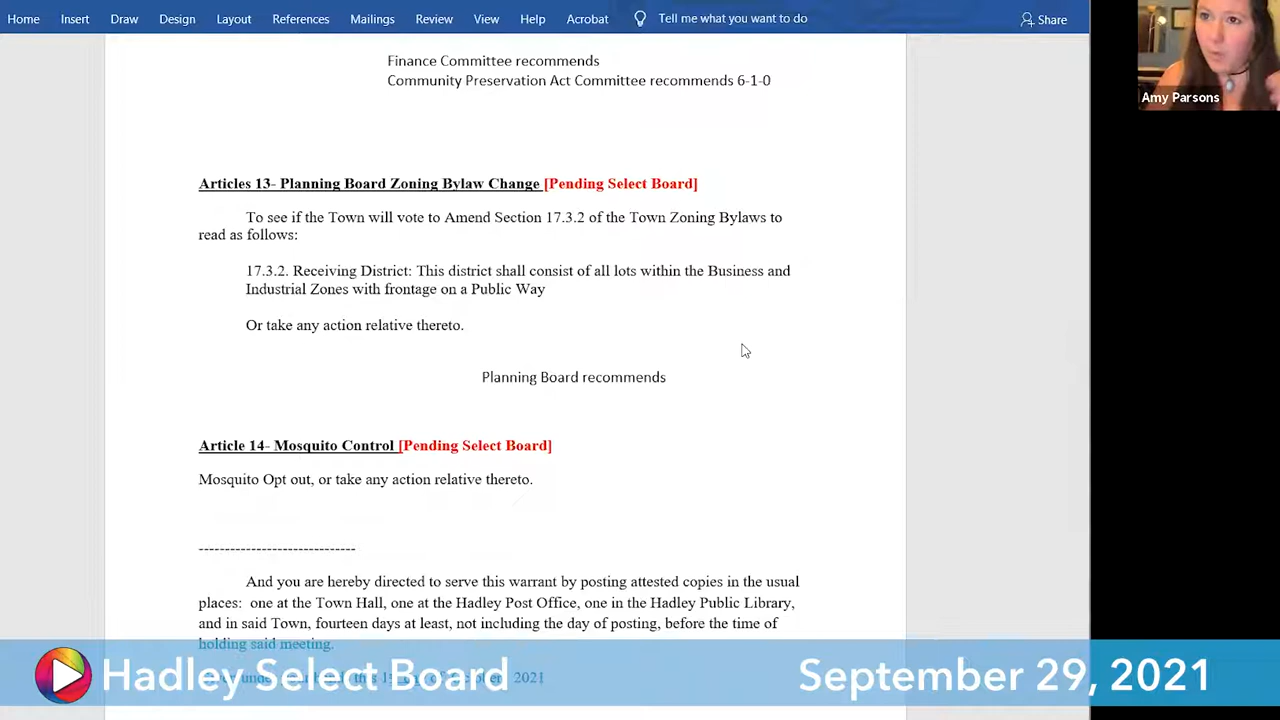 Home Insert Draw Design Layout References Mailings Review View Help Acrobat Tell me what you want to do Share
Finance Committee recommends
Community Preservation Act Committee recommends 6-1-0
Amy Parsons
Articles 13- Planning Board Zoning Bylaw Change [Pending Select Board]
To see if the Town will vote to Amend Section 17.3.2 of the Town Zoning Bylaws to
read as follows:
17.3.2. Receiving District: This district shall consist of all lots within the Business and
Industrial Zones with frontage on a Public Way
Or take any action relative thereto.
Planning Board recommends
Article 14- Mosquito Control [Pending Select Board]
Mosquito Opt out, or take any action relative thereto.
------------------------------
And you are hereby directed to serve this warrant by posting attested copies in the usual
places: one at the Town Hall, one at the Hadley Post Office, one in the Hadley Public Library,
and in said Town, fourteen days at least, not including the day of posting, before the time of
holding said meeting.
2021
Hadley Select Board September 29, 2021